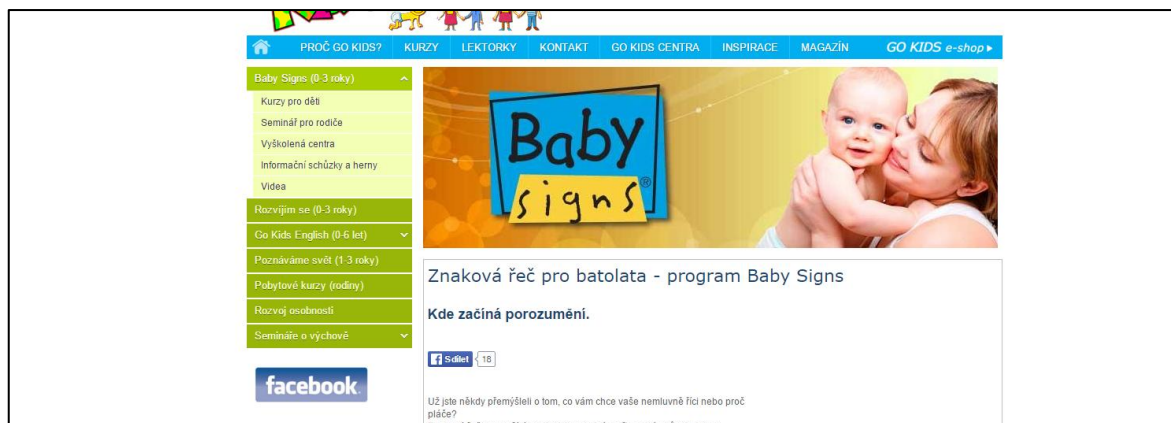 PROČ GO KIDS? KURZY LEKTORKY KONTAKT GO KIDS CENTRA INSPIRACE MAGAZÍN GO KIDS e-shop
Baby Signs (0-3 roky)
Kurzy pro děti
Seminář pro rodiče
Vyškolená centra
Informační schůzky a herny
Videa
Rozvíjím se (0-3 roky)
Go Kids English (0-6 let)
Poznáváme svět (1-3 roky)
Pobytové kurzy (rodiny)
Rozvoj osobnosti
Semináře o výchově
facebook
Baby
signs®
Znaková řeč pro batolata - program Baby Signs
Kde začíná porozumění.
Sdílet 18
Už jste někdy přemýšleli o tom, co vám chce vaše nemluvně říci nebo proč
pláče?